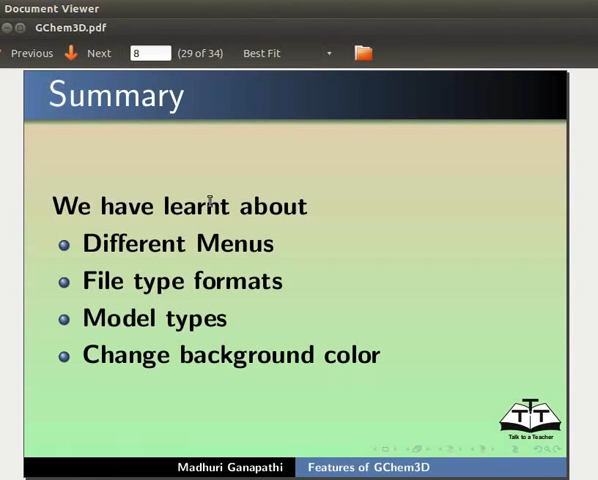 Document Viewer
GChem3D.pdf
Previous Next 8 (29 of 34) Best Fit
Summary
We have learnt about
Different Menus
File type formats
Model types
Change background color
TTT
Talk to a Teacher
Madhuri Ganapathi Features of GChem3D